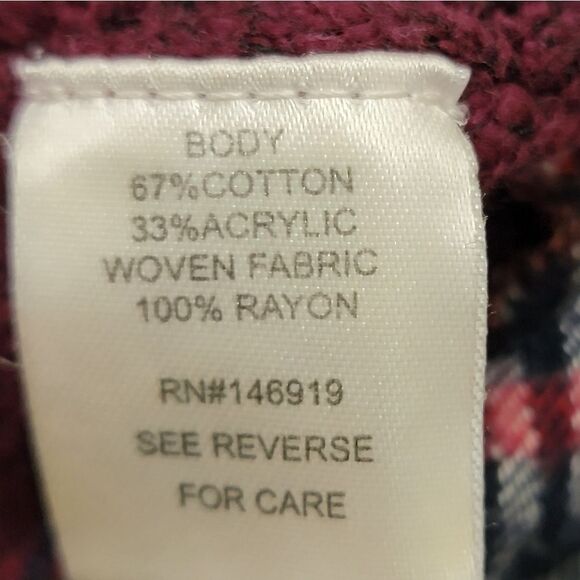 BODY
67%COTTON
33%ACRYLIC
WOVEN FABRIC
100% RAYON
RN#146919
SEE REVERSE
FOR CARE